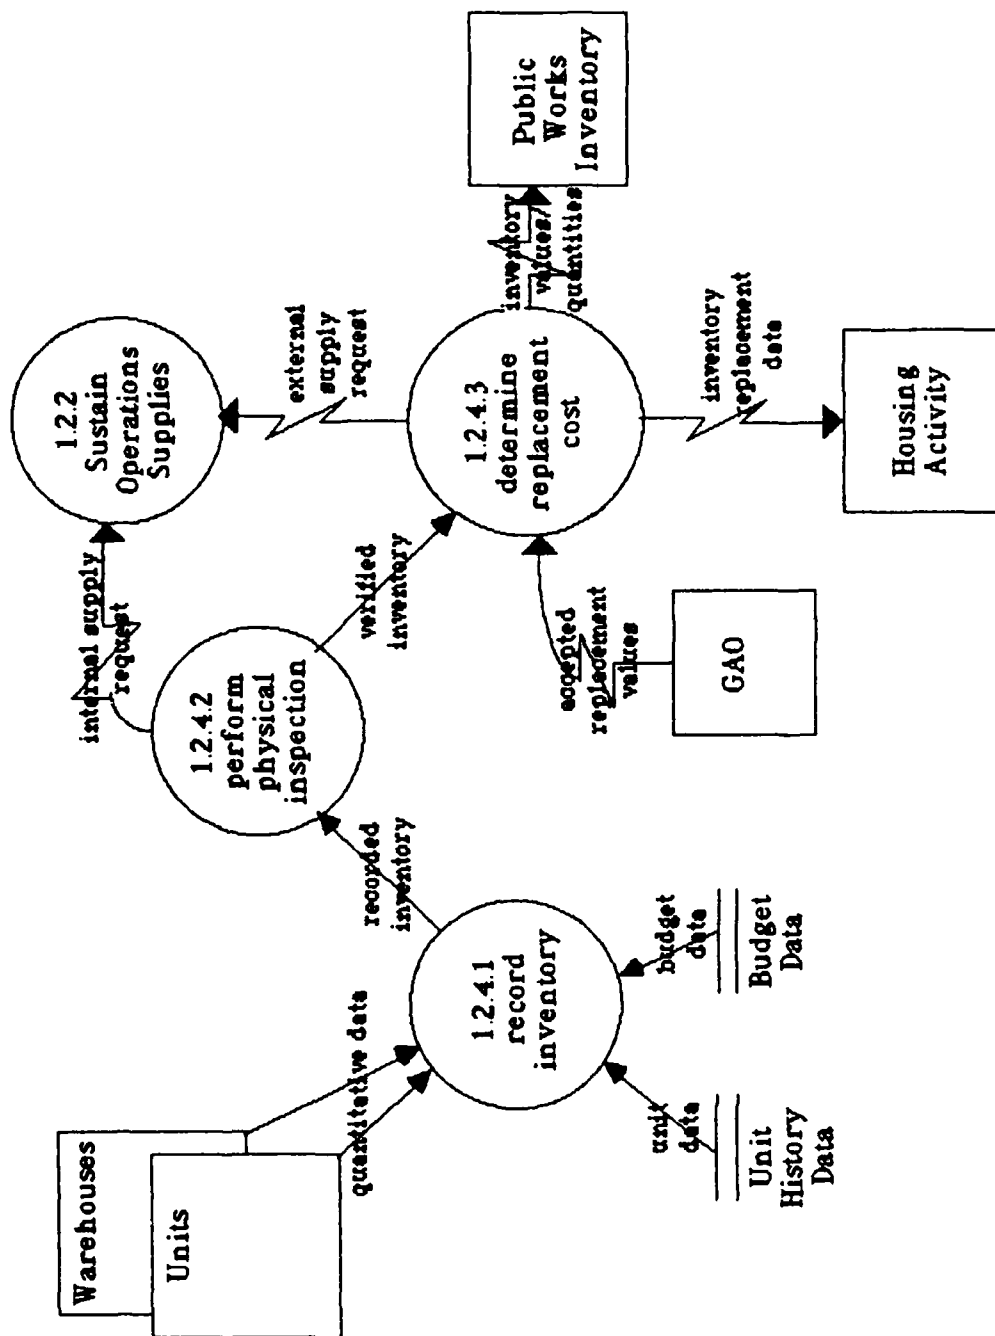 Warehouses
Units
quantitative data
unit
data
Unit
History
Data
budget
data
Budget
Data
1.2.4.1
record
inventory
recorded
inventory
1.2.4.2
perform
physical
inspection
internal supply
request
verified
inventory
1.2.2
Sustain
Operations
Supplies
external
supply
request
1.2.4.3
determine
replacement
cost
accepted
replacement
values
GAO
inventory
values/
quantities
Public
Works
Inventory
inventory
replacement
data
Housing
Activity